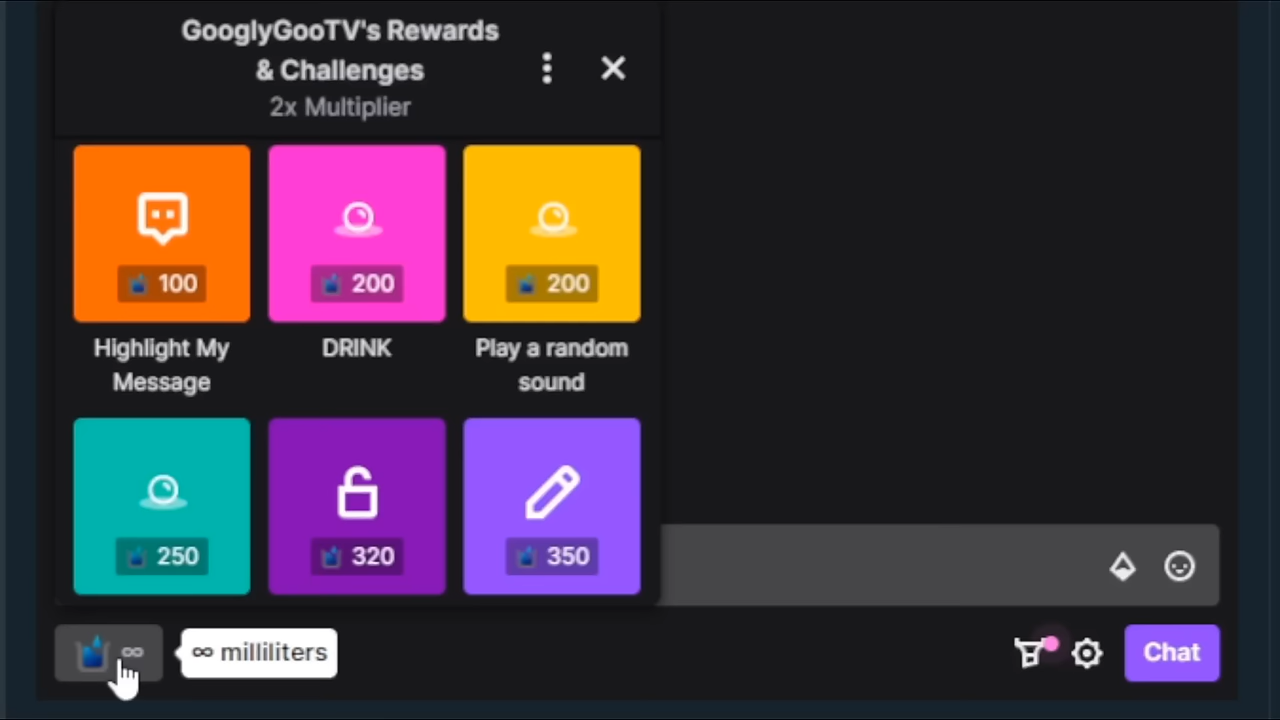 GooglyGooTV's Rewards
& Challenges
2x Multiplier
100
200
200
Highlight My
Message
DRINK
Play a random
sound
250
320
350
∞
∞ milliliters
Chat